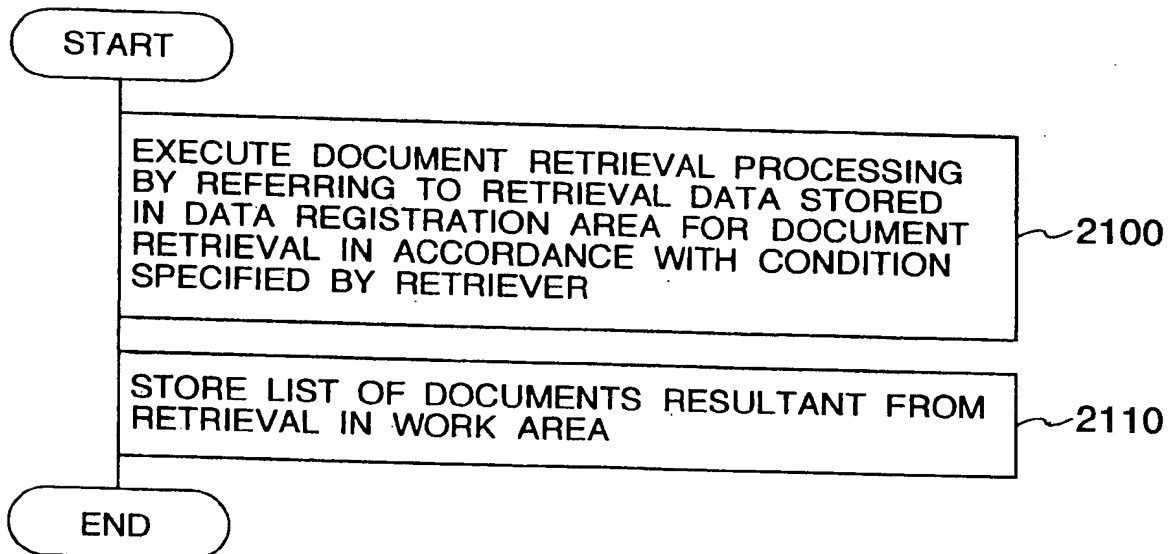 START
EXECUTE DOCUMENT RETRIEVAL PROCESSING
BY REFERRING TO RETRIEVAL DATA STORED
IN DATA REGISTRATION AREA FOR DOCUMENT
RETRIEVAL IN ACCORDANCE WITH CONDITION
SPECIFIED BY RETRIEVER
2100
STORE LIST OF DOCUMENTS RESULTANT FROM
RETRIEVAL IN WORK AREA
2110
END